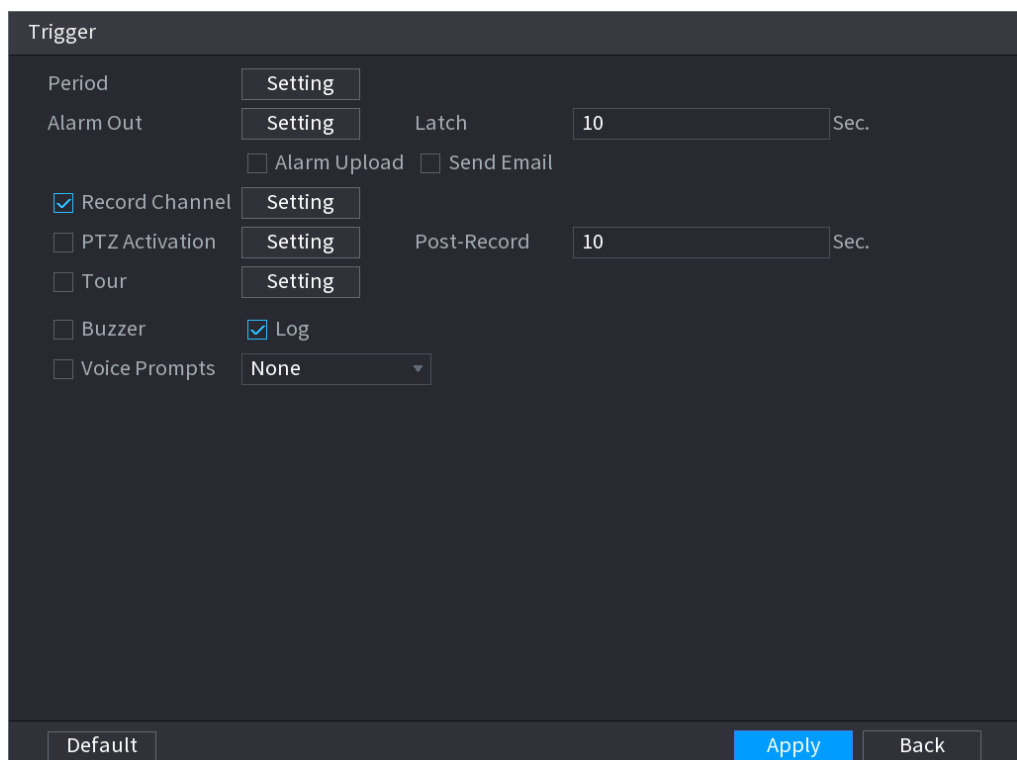 Trigger
Period Setting
Alarm Out Setting Latch 10 Sec.
Alarm Upload Send Email
Record Channel Setting
PTZ Activation Setting Post-Record 10 Sec.
Tour Setting
Buzzer Log
Voice Prompts None
Default Apply Back